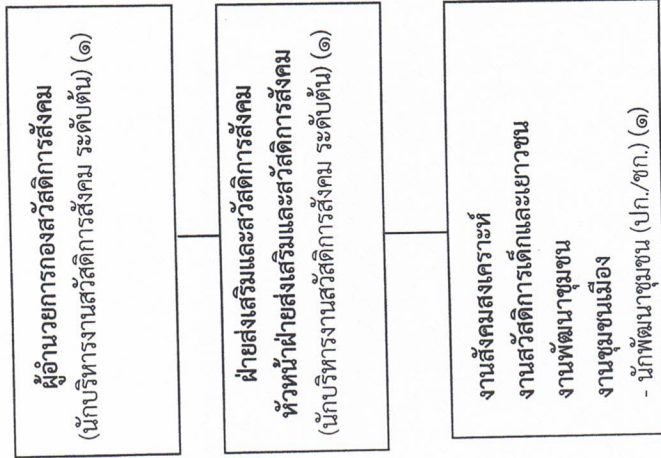 ผู้อำนวยการกองสวัสดิการสังคม
(นักบริหารงานสวัสดิการสังคม ระดับต้น) (๑)
ฝ่ายส่งเสริมและสวัสดิการสังคม
หัวหน้าฝ่ายส่งเสริมและสวัสดิการสังคม
(นักบริหารงานสวัสดิการสังคม ระดับต้น) (๑)
งานสังคมสงเคราะห์
งานสวัสดิการเด็กและเยาวชน
งานพัฒนาชุมชน
งานชุมชนเมือง
- นักพัฒนาชุมชน (ปก./ชก.) (๑)